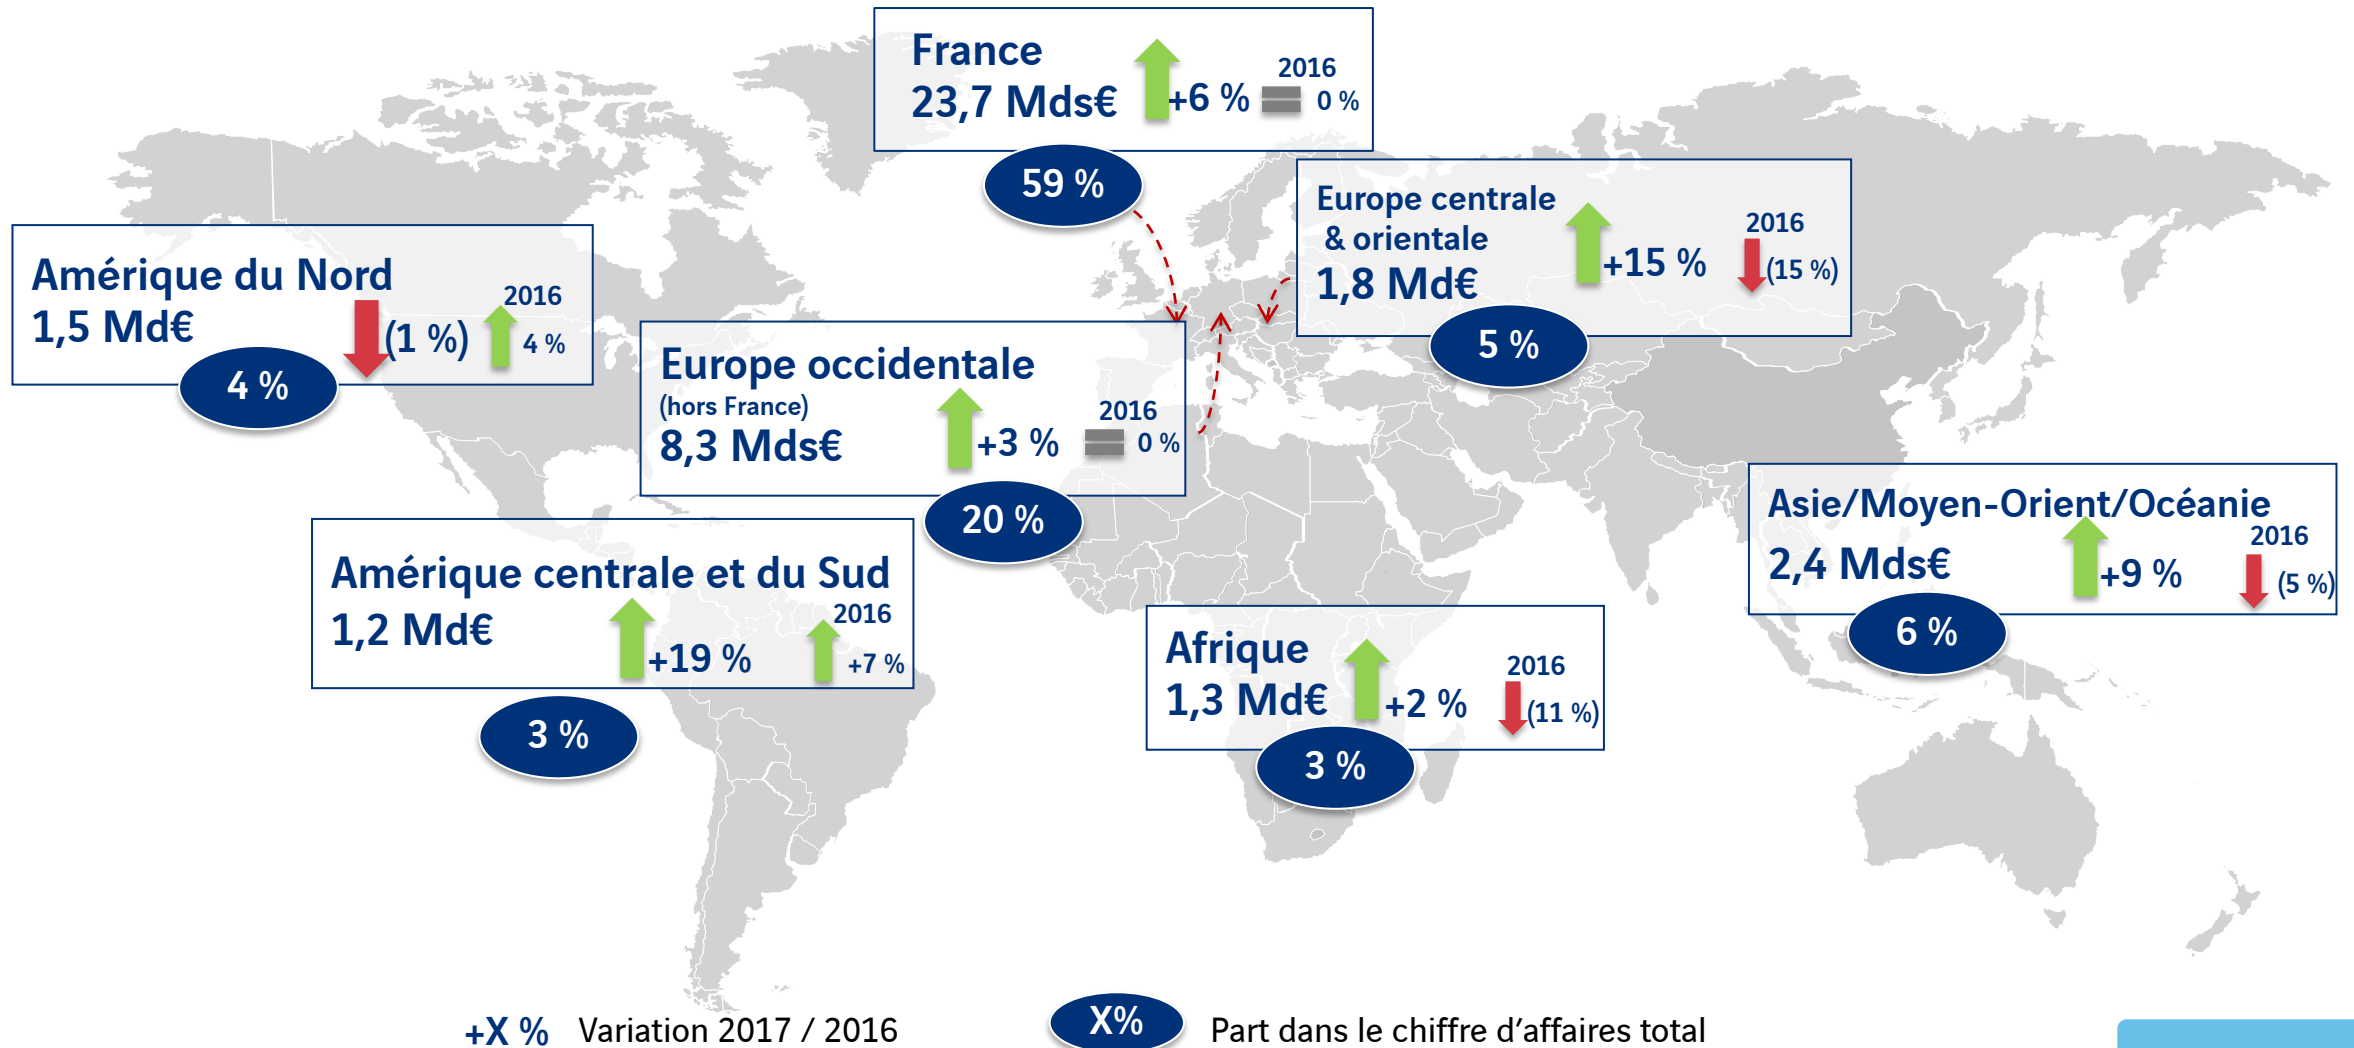 France
23,7 Mds€
+6 %
2016
0 %
59 %
Europe centrale
& orientale
1,8 Md€
+15 %
2016
(15 %)
5 %
Amérique du Nord
1,5 Md€
(1 %)
2016
4 %
4 %
Europe occidentale
(hors France)
8,3 Mds€
+3 %
2016
0 %
20 %
Asie/Moyen-Orient/Océanie
2,4 Mds€
+9 %
2016
(5 %)
6 %
Amérique centrale et du Sud
1,2 Md€
+19 %
2016
+7 %
3 %
Afrique
1,3 Md€
+2 %
2016
(11 %)
3 %
+X % Variation 2017 / 2016
X% Part dans le chiffre d’affaires total